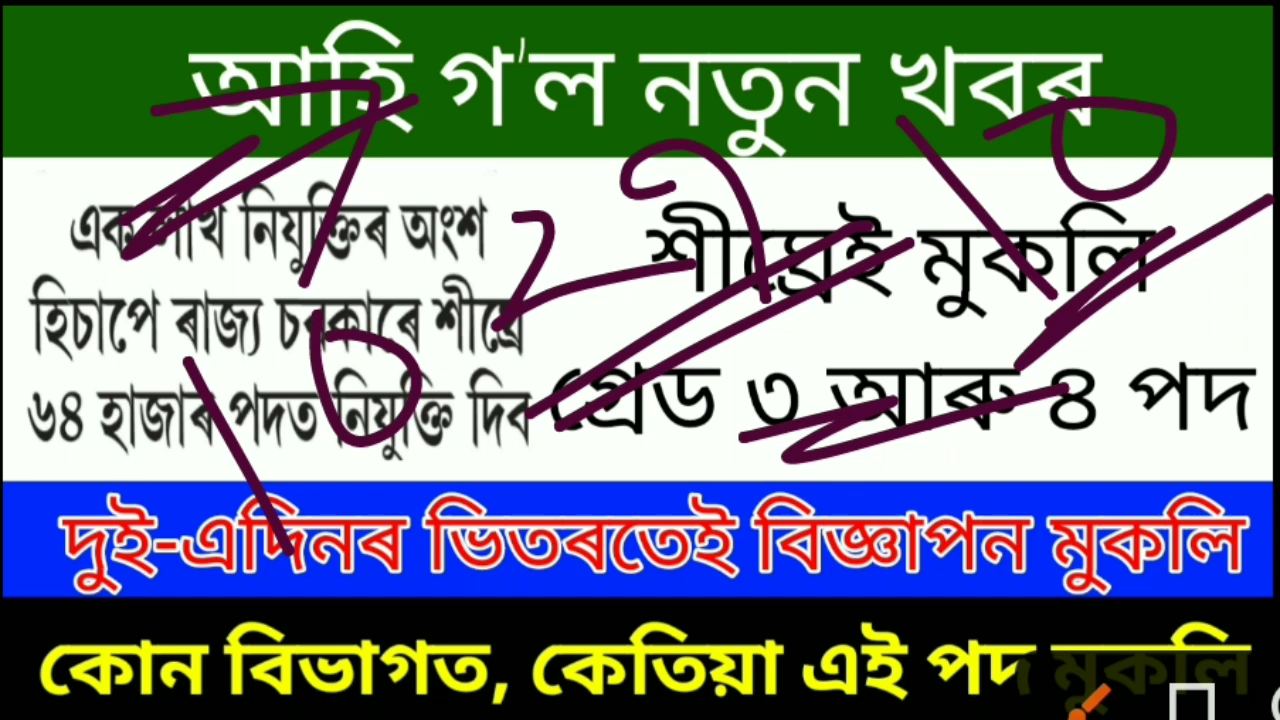 আহি গ'ল নতুন খবৰ
এক লাখ নিযুক্তিৰ অংশ
হিচাপে ৰাজ্য চৰকাৰে শীঘ্ৰে
৬৪ হাজাৰ পদত নিযুক্তি দিব
শীঘ্ৰেই মুকলি
গ্ৰেড ৩ আৰু ৪ পদ
দুই-এদিনৰ ভিতৰতেই বিজ্ঞাপন মুকলি
কোন বিভাগত, কেতিয়া এই পদ মুকলি